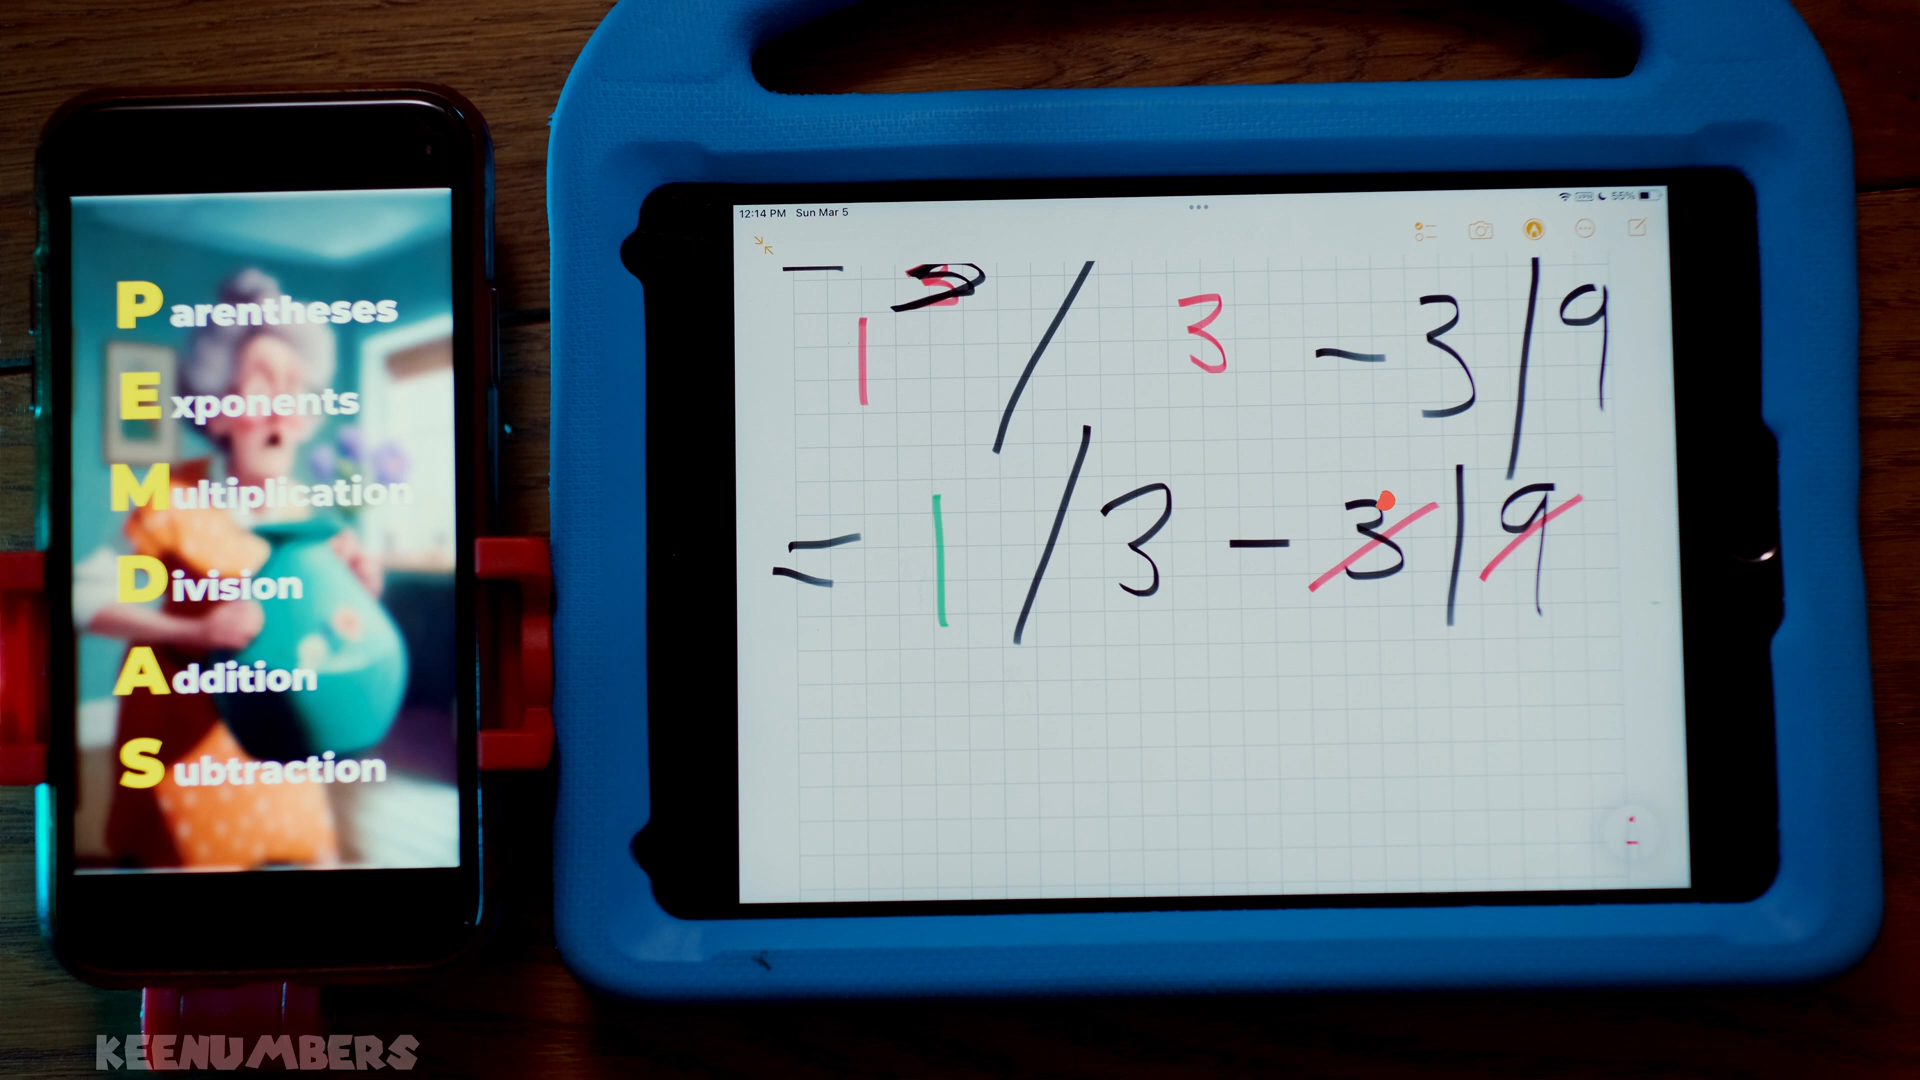 Parentheses
Exponents
Multiplication
Division
Addition
Subtraction
12:14 PM Sun Mar 5
55%
1 / 3 - 3 / 9
= 1 / 3 - 3 / 9
KEENUMBERS